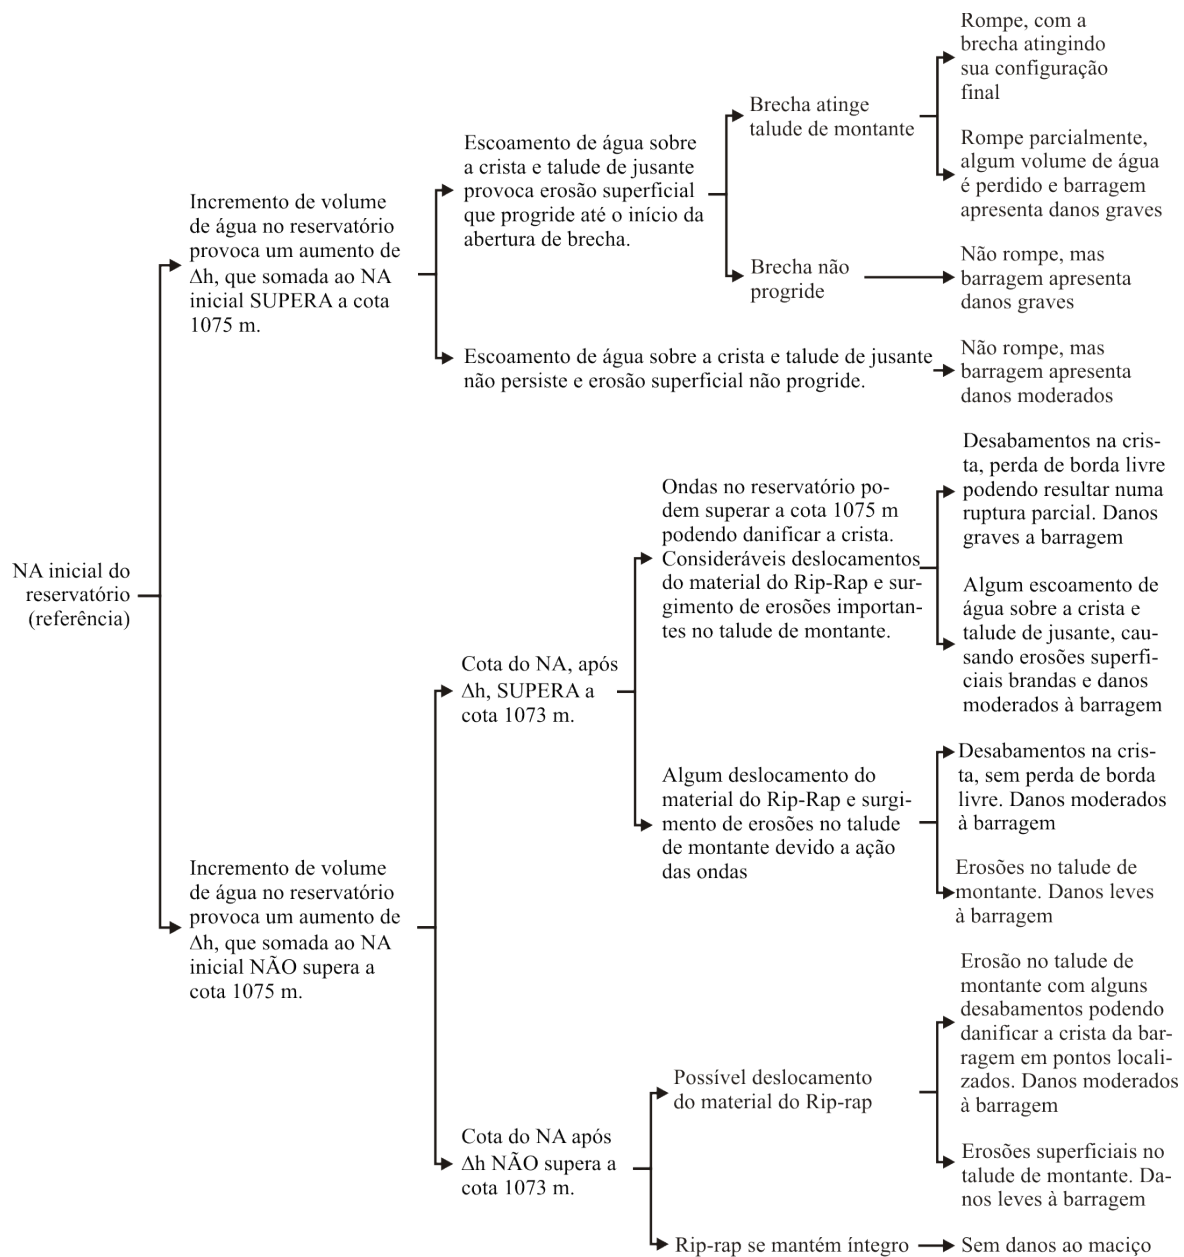 NA inicial do
reservatório
(referência)
Incremento de volume
de água no reservatório
provoca um aumento de
Δh, que somada ao NA
inicial SUPERA a cota
1075 m.
Escoamento de água sobre
a crista e talude de jusante
provoca erosão superficial
que progride até o início da
abertura de brecha.
Brecha atinge
talude de montante
Rompe, com a
brecha atingindo
sua configuração
final
Rompe parcialmente,
algum volume de água
é perdido e barragem
apresenta danos graves
Brecha não
progride
Não rompe, mas
barragem apresenta
danos graves
Escoamento de água sobre a crista e talude de jusante
não persiste e erosão superficial não progride.
Não rompe, mas
barragem apresenta
danos moderados
Incremento de volume
de água no reservatório
provoca um aumento de
Δh, que somada ao NA
inicial NÃO supera a
cota 1075 m.
Cota do NA, após
Δh, SUPERA a
cota 1073 m.
Ondas no reservatório po-
dem superar a cota 1075 m
podendo danificar a crista.
Consideráveis deslocamentos
do material do Rip-Rap e sur-
gimento de erosões importan-
tes no talude de montante.
Desabamentos na cris-
ta, perda de borda livre
podendo resultar numa
ruptura parcial. Danos
graves a barragem
Algum escoamento de
água sobre a crista e
talude de jusante, cau-
sando erosões superfi-
ciais brandas e danos
moderados à barragem
Algum deslocamento do
material do Rip-Rap e surgi-
mento de erosões no talude
de montante devido a ação
das ondas
Desabamentos na cris-
ta, sem perda de borda
livre. Danos moderados
à barragem
Erosões no talude de
montante. Danos leves
à barragem
Cota do NA após
Δh NÃO supera a
cota 1073 m.
Possível deslocamento
do material do Rip-rap
Erosão no talude de
montante com alguns
desabamentos podendo
danificar a crista da bar-
ragem em pontos locali-
zados. Danos moderados
à barragem
Erosões superficiais no
talude de montante. Da-
nos leves à barragem
Rip-rap se mantém íntegro
Sem danos ao maciço